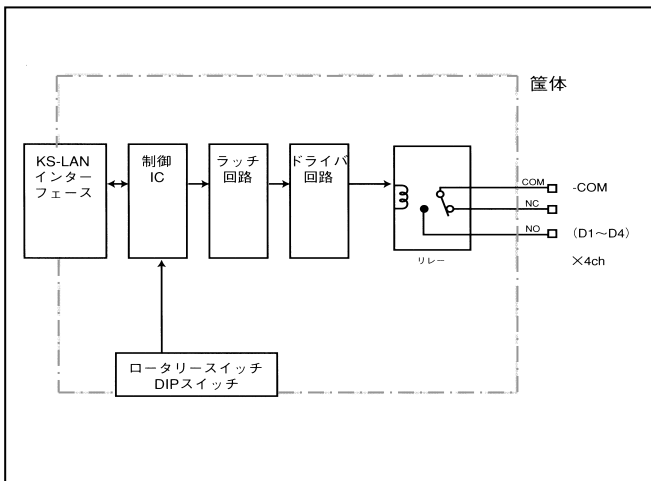 筐体
KS-LAN
インター
フェース
制御
IC
ラッチ
回路
ドライバ
回路
COM
-COM
NC
NO
(D1～D4)
リレー
×4ch
ロータリースイッチ
DIPスイッチ